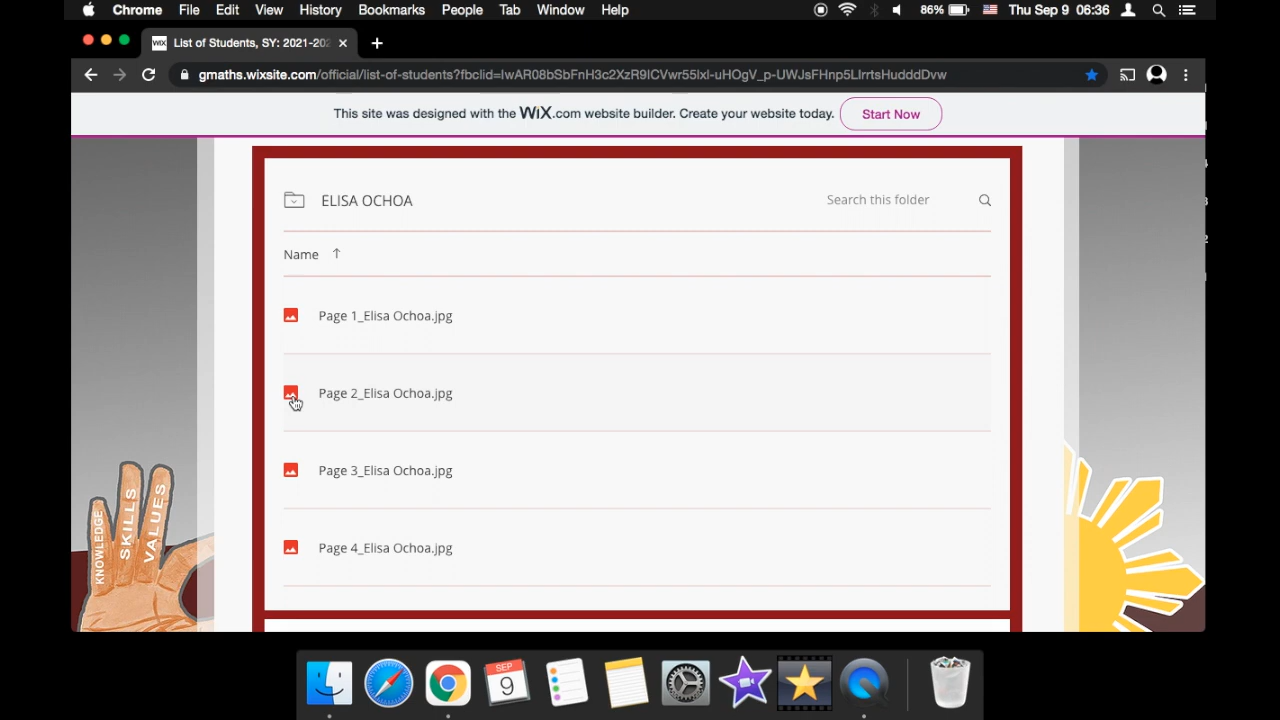 Chrome File Edit View History Bookmarks People Tab Window Help 86% Thu Sep 9 06:36
WiX List of Students, SY: 2021-202
gmaths.wixsite.com/official/list-of-students?fbclid=IwAR08bSbFnH3c2XzR9ICVwr55lxl-uHOgV_p-UWJsFHnp5LIrrtsHudddDvw
This site was designed with the WiX.com website builder. Create your website today. Start Now
ELISA OCHOA Search this folder
Name ↑
Page 1_Elisa Ochoa.jpg
Page 2_Elisa Ochoa.jpg
Page 3_Elisa Ochoa.jpg
Page 4_Elisa Ochoa.jpg
KNOWLEDGE
SKILLS
VALUES
SEP
9